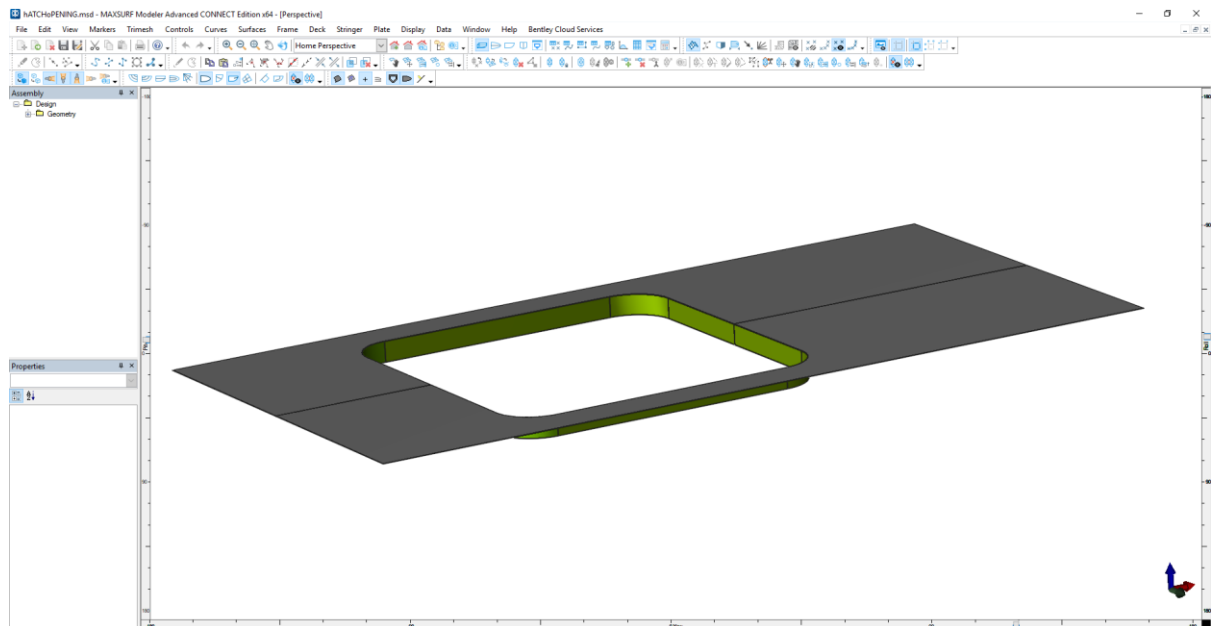 hATCHoPENING.msd - MAXSURF Modeler Advanced CONNECT Edition x64 - [Perspective]
File Edit View Markers Trimesh Controls Curves Surfaces Frame Deck Stringer Plate Display Data Window Help Bentley Cloud Services
Home Perspective
Assembly
Design
Geometry
Properties